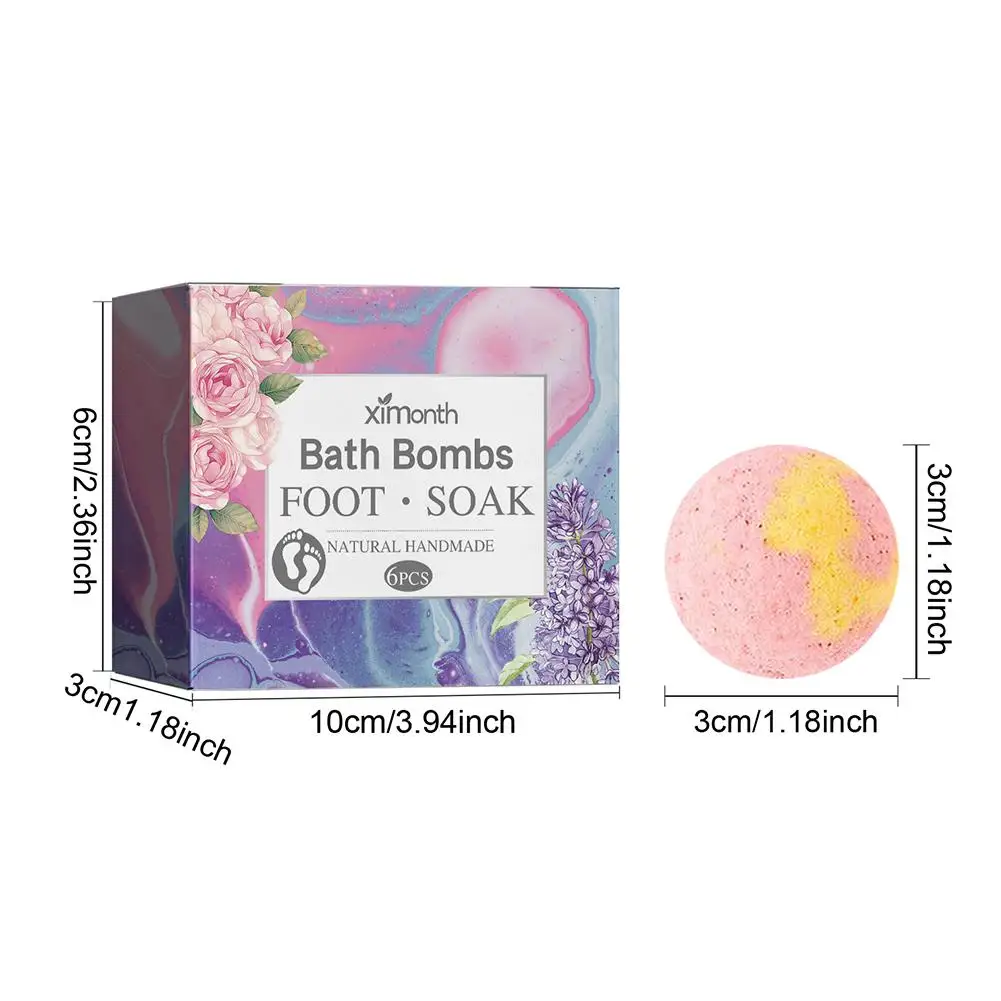 ximonth
Bath Bombs
FOOT · SOAK
NATURAL HANDMADE
6PCS
6cm/2.36inch
3cm1.18inch
10cm/3.94inch
3cm/1.18inch
3cm/1.18inch